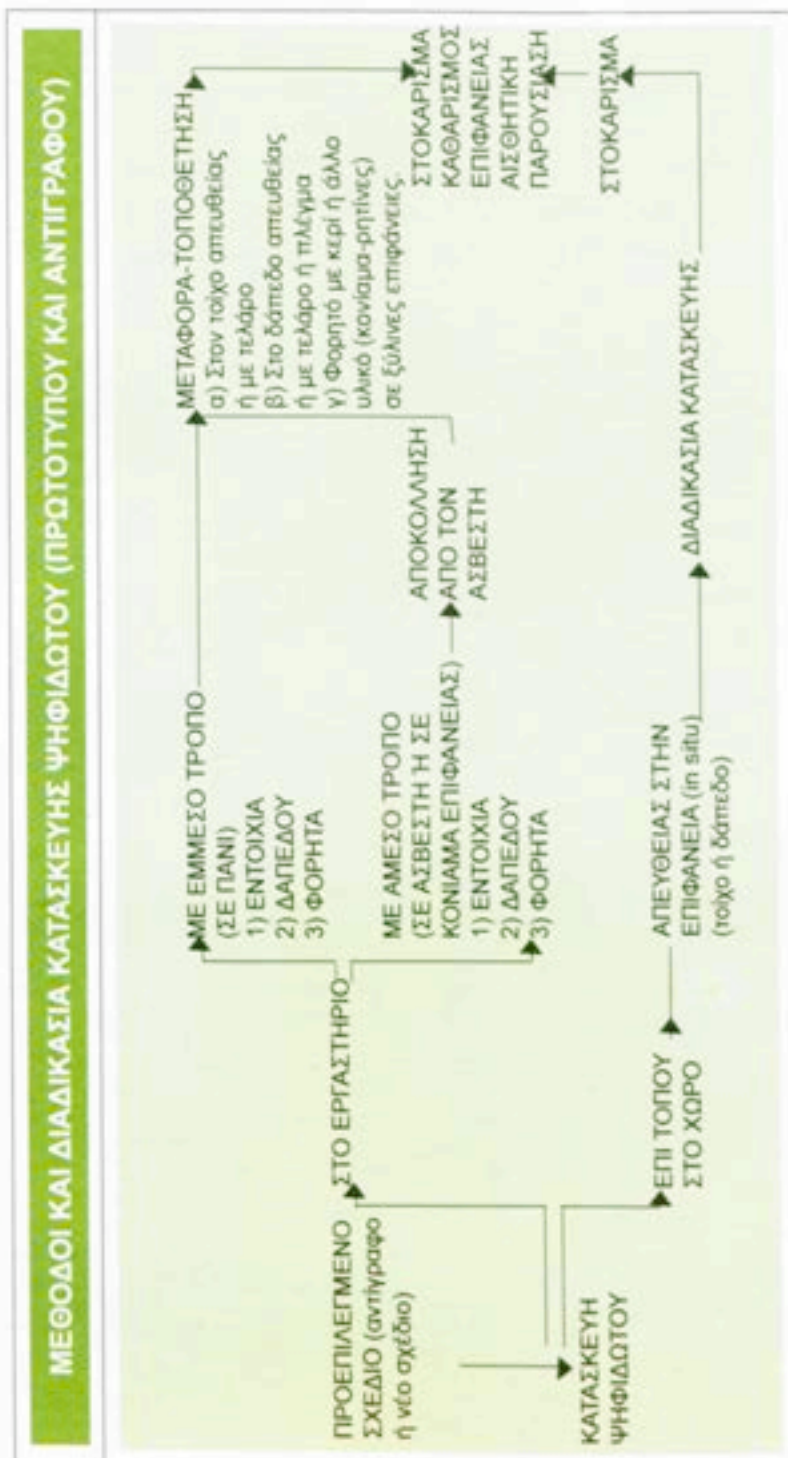 ΜΕΘΟΔΟΙ ΚΑΙ ΔΙΑΔΙΚΑΣΙΑ ΚΑΤΑΣΚΕΥΗΣ ΨΗΦΙΔΩΤΟΥ (ΠΡΩΤΟΤΥΠΟΥ ΚΑΙ ΑΝΤΙΓΡΑΦΟΥ)
ΠΡΟΕΠΙΛΕΓΜΕΝΟ
ΣΧΕΔΙΟ (αντίγραφο
ή νέο σχέδιο)
ΚΑΤΑΣΚΕΥΗ
ΨΗΦΙΔΩΤΟΥ
ΣΤΟ ΕΡΓΑΣΤΗΡΙΟ
ΜΕ ΕΜΜΕΣΟ ΤΡΟΠΟ
(ΣΕ ΠΑΝΙ)
1) ΕΝΤΟΙΧΙΑ
2) ΔΑΠΕΔΟΥ
3) ΦΟΡΗΤΑ
ΜΕ ΑΜΕΣΟ ΤΡΟΠΟ
(ΣΕ ΑΣΒΕΣΤΗ Ή ΣΕ
ΚΟΝΙΑΜΑ ΕΠΙΦΑΝΕΙΑΣ)
1) ΕΝΤΟΙΧΙΑ
2) ΔΑΠΕΔΟΥ
3) ΦΟΡΗΤΑ
ΑΠΟΚΟΛΛΗΣΗ
ΑΠΟ ΤΟΝ
ΑΣΒΕΣΤΗ
ΜΕΤΑΦΟΡΑ-ΤΟΠΟΘΕΤΗΣΗ
α) Στον τοίχο απευθείας
ή με τελάρο
β) Στο δάπεδο απευθείας
ή με τελάρο ή πλέγμα
γ) Φορητό με κερί ή άλλο
υλικό (κονίαμα-ρητίνες)
σε ξύλινες επιφάνειες
ΕΠΙ ΤΟΠΟΥ
ΣΤΟ ΧΩΡΟ
ΑΠΕΥΘΕΙΑΣ ΣΤΗΝ
ΕΠΙΦΑΝΕΙΑ (in situ)
(τοίχο ή δάπεδο)
ΔΙΑΔΙΚΑΣΙΑ ΚΑΤΑΣΚΕΥΗΣ
ΣΤΟΚΑΡΙΣΜΑ
ΣΤΟΚΑΡΙΣΜΑ
ΚΑΘΑΡΙΣΜΟΣ
ΕΠΙΦΑΝΕΙΑΣ
ΑΙΣΘΗΤΙΚΗ
ΠΑΡΟΥΣΙΑΣΗ